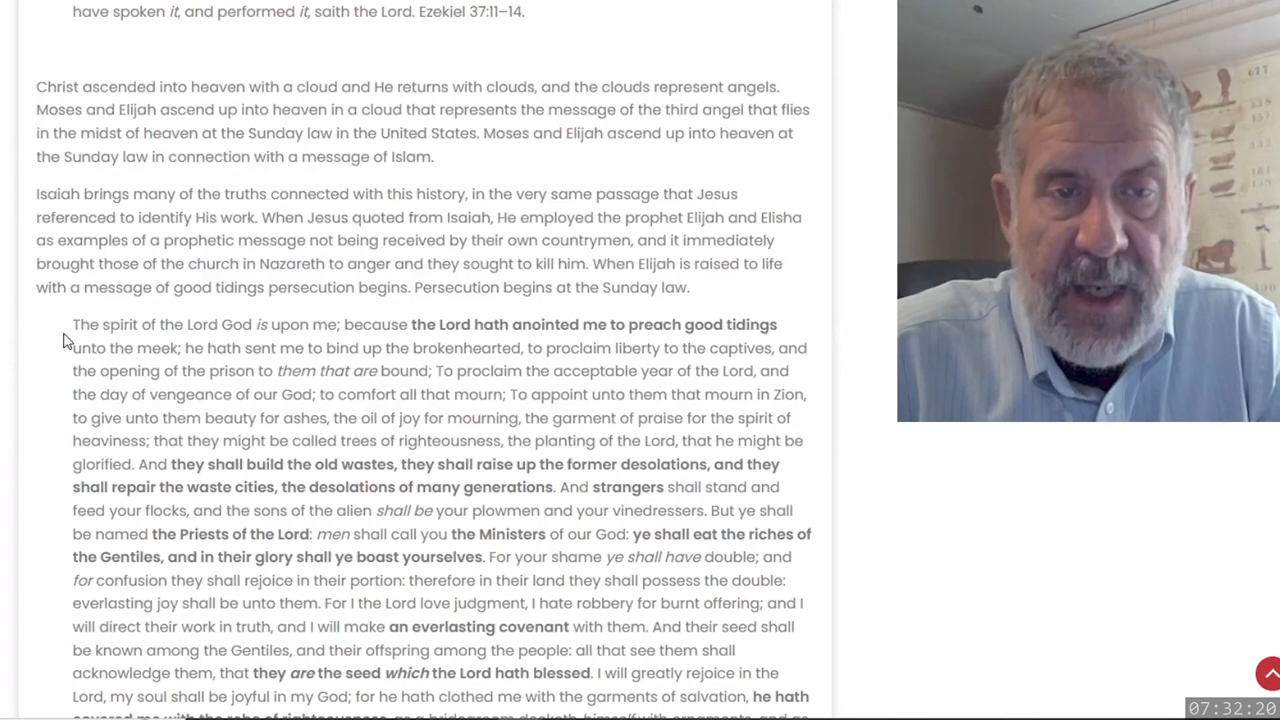 have spoken it, and performed it, saith the Lord. Ezekiel 37:11–14.
Christ ascended into heaven with a cloud and He returns with clouds, and the clouds represent angels.
Moses and Elijah ascend up into heaven in a cloud that represents the message of the third angel that flies
in the midst of heaven at the Sunday law in the United States. Moses and Elijah ascend up into heaven at
the Sunday law in connection with a message of Islam.
Isaiah brings many of the truths connected with this history, in the very same passage that Jesus
referenced to identify His work. When Jesus quoted from Isaiah, He employed the prophet Elijah and Elisha
as examples of a prophetic message not being received by their own countrymen, and it immediately
brought those of the church in Nazareth to anger and they sought to kill him. When Elijah is raised to life
with a message of good tidings persecution begins. Persecution begins at the Sunday law.
The spirit of the Lord God is upon me; because the Lord hath anointed me to preach good tidings
unto the meek; he hath sent me to bind up the brokenhearted, to proclaim liberty to the captives, and
the opening of the prison to them that are bound; To proclaim the acceptable year of the Lord, and
the day of vengeance of our God; to comfort all that mourn; To appoint unto them that mourn in Zion,
to give unto them beauty for ashes, the oil of joy for mourning, the garment of praise for the spirit of
heaviness; that they might be called trees of righteousness, the planting of the Lord, that he might be
glorified. And they shall build the old wastes, they shall raise up the former desolations, and they
shall repair the waste cities, the desolations of many generations. And strangers shall stand and
feed your flocks, and the sons of the alien shall be your plowmen and your vinedressers. But ye shall
be named the Priests of the Lord: men shall call you the Ministers of our God: ye shall eat the riches of
the Gentiles, and in their glory shall ye boast yourselves. For your shame ye shall have double; and
for confusion they shall rejoice in their portion: therefore in their land they shall possess the double:
everlasting joy shall be unto them. For I the Lord love judgment, I hate robbery for burnt offering; and I
will direct their work in truth, and I will make an everlasting covenant with them. And their seed shall
be known among the Gentiles, and their offspring among the people: all that see them shall
acknowledge them, that they are the seed which the Lord hath blessed. I will greatly rejoice in the
Lord, my soul shall be joyful in my God; for he hath clothed me with the garments of salvation, he hath
covered me with the robe of righteousness, as a bridegroom decketh himself with ornaments, and as
677
07:32:20